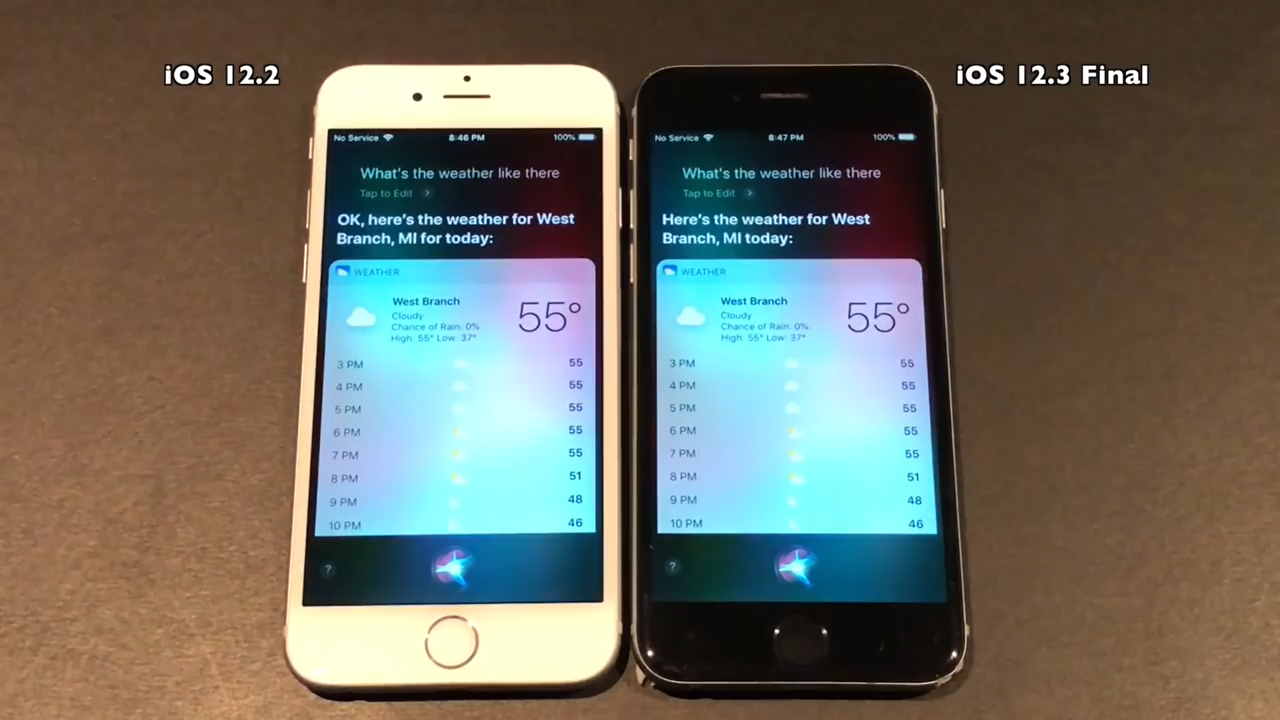 iOS 12.2
iOS 12.3 Final
No Service 8:46 PM 100%
What's the weather like there
Tap to Edit >
OK, here's the weather for West
Branch, MI for today:
WEATHER
West Branch
Cloudy
Chance of Rain: 0%
High: 55° Low: 37°
55°
3 PM 55
4 PM 55
5 PM 55
6 PM 55
7 PM 55
8 PM 51
9 PM 48
10 PM 46
?
No Service 8:47 PM 100%
What's the weather like there
Tap to Edit >
Here's the weather for West
Branch, MI today:
WEATHER
West Branch
Cloudy
Chance of Rain: 0%
High: 55° Low: 37°
55°
3 PM 55
4 PM 55
5 PM 55
6 PM 55
7 PM 55
8 PM 51
9 PM 48
10 PM 46
?